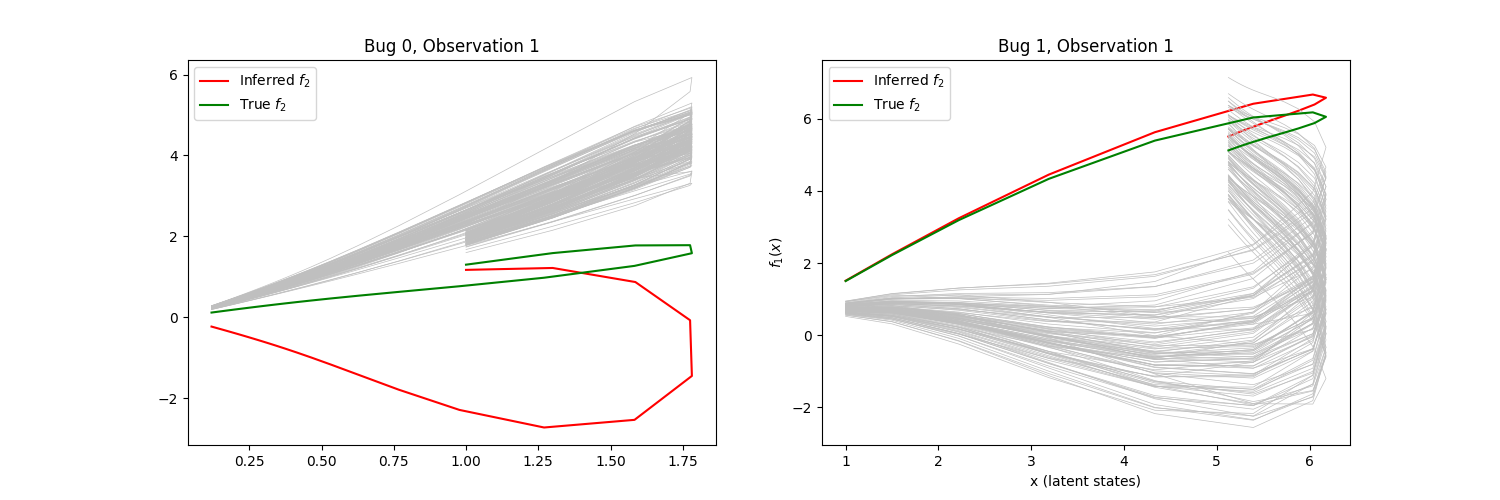 Bug 0, Observation 1
Inferred f₂
True f₂
6
4
2
0
−2
0.25 0.50 0.75 1.00 1.25 1.50 1.75
Bug 1, Observation 1
Inferred f₂
True f₂
f₁(x)
6
4
2
0
−2
1 2 3 4 5 6
x (latent states)